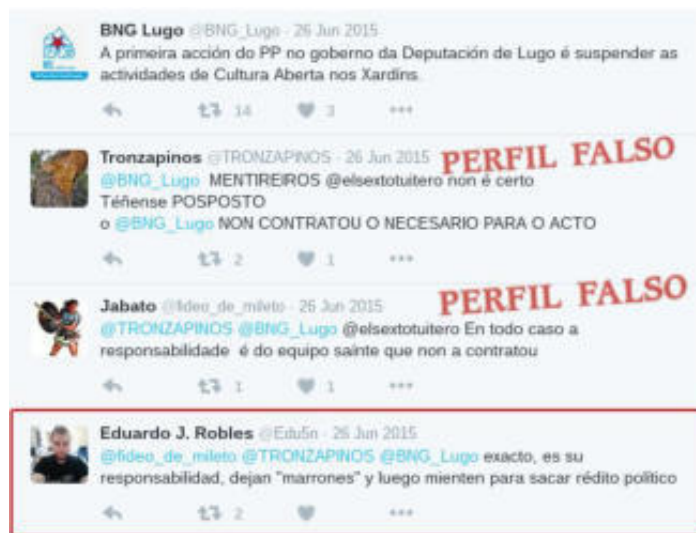 BNG Lugo @BNG_Lugo · 26 Jun 2015
A primeira acción do PP no goberno da Deputación de Lugo é suspender as
actividades de Cultura Aberta nos Xardíns.
14 3
Tronzapinos @TRONZAPINOS · 26 Jun 2015 PERFIL FALSO
@BNG_Lugo MENTIREIROS @elsextotuitero non é certo
Téñense POSPOSTO
o @BNG_Lugo NON CONTRATOU O NECESARIO PARA O ACTO
2 1
Jabato @fideo_de_mileto · 26 Jun 2015 PERFIL FALSO
@TRONZAPINOS @BNG_Lugo @elsextotuitero En todo caso a
responsabilidade é do equipo saínte que non a contratou
1 1
Eduardo J. Robles @Edu5n · 26 Jun 2015
@fideo_de_mileto @TRONZAPINOS @BNG_Lugo exacto, es su
responsabilidad, dejan "marrones" y luego mienten para sacar rédito político
2